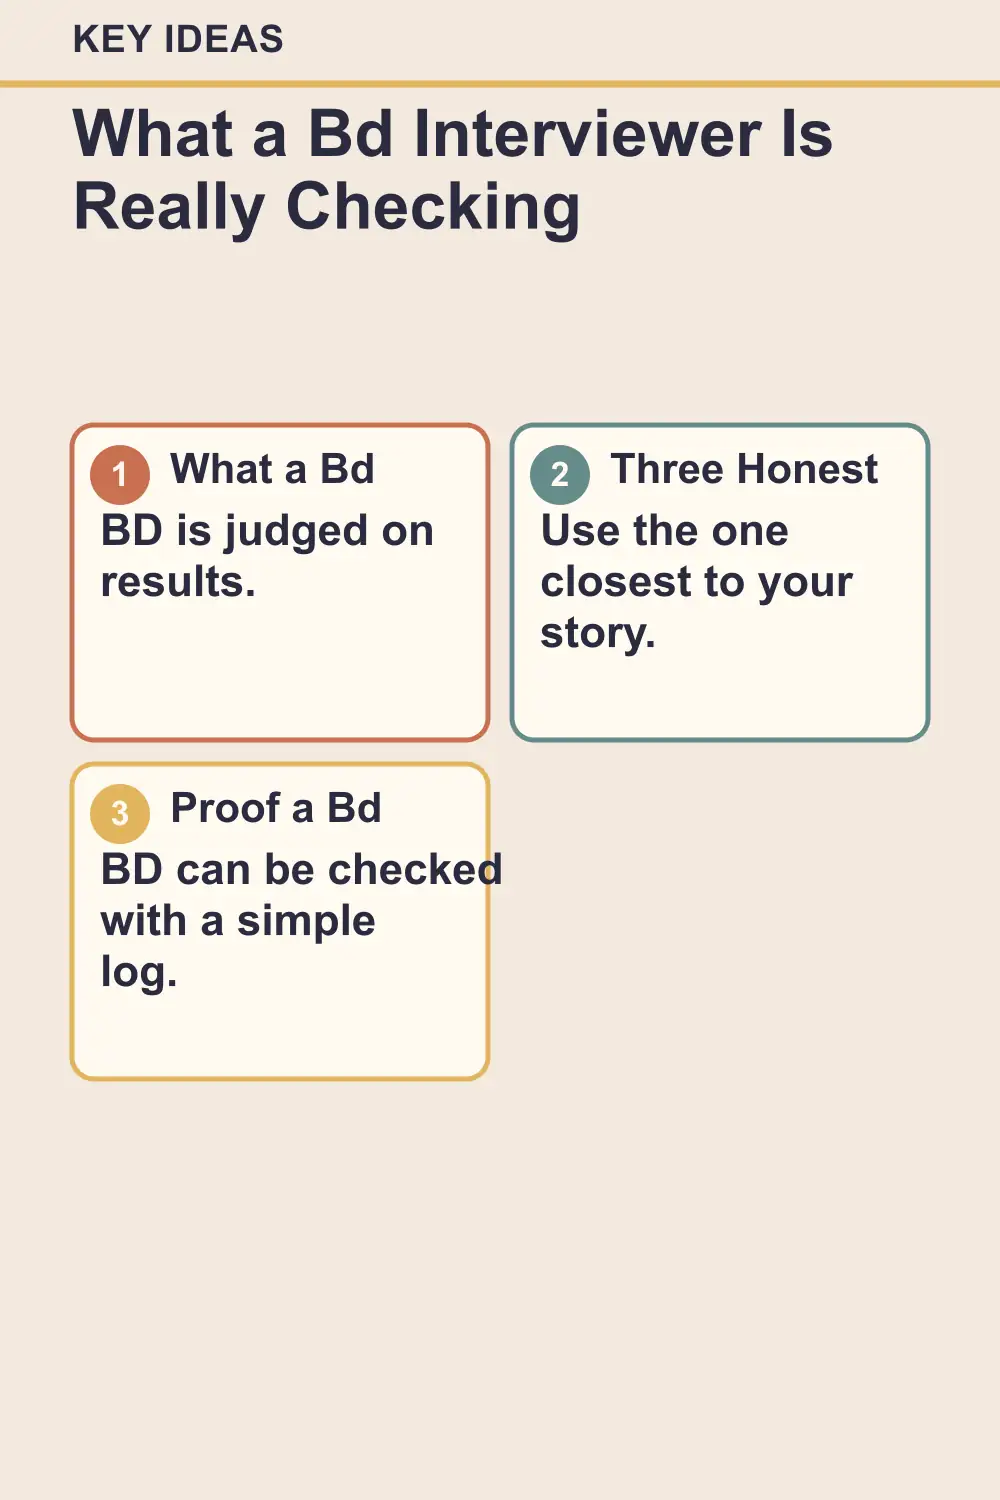 KEY IDEAS
What a Bd Interviewer Is
Really Checking
1 What a Bd
BD is judged on
results.
2 Three Honest
Use the one
closest to your
story.
3 Proof a Bd
BD can be checked
with a simple
log.